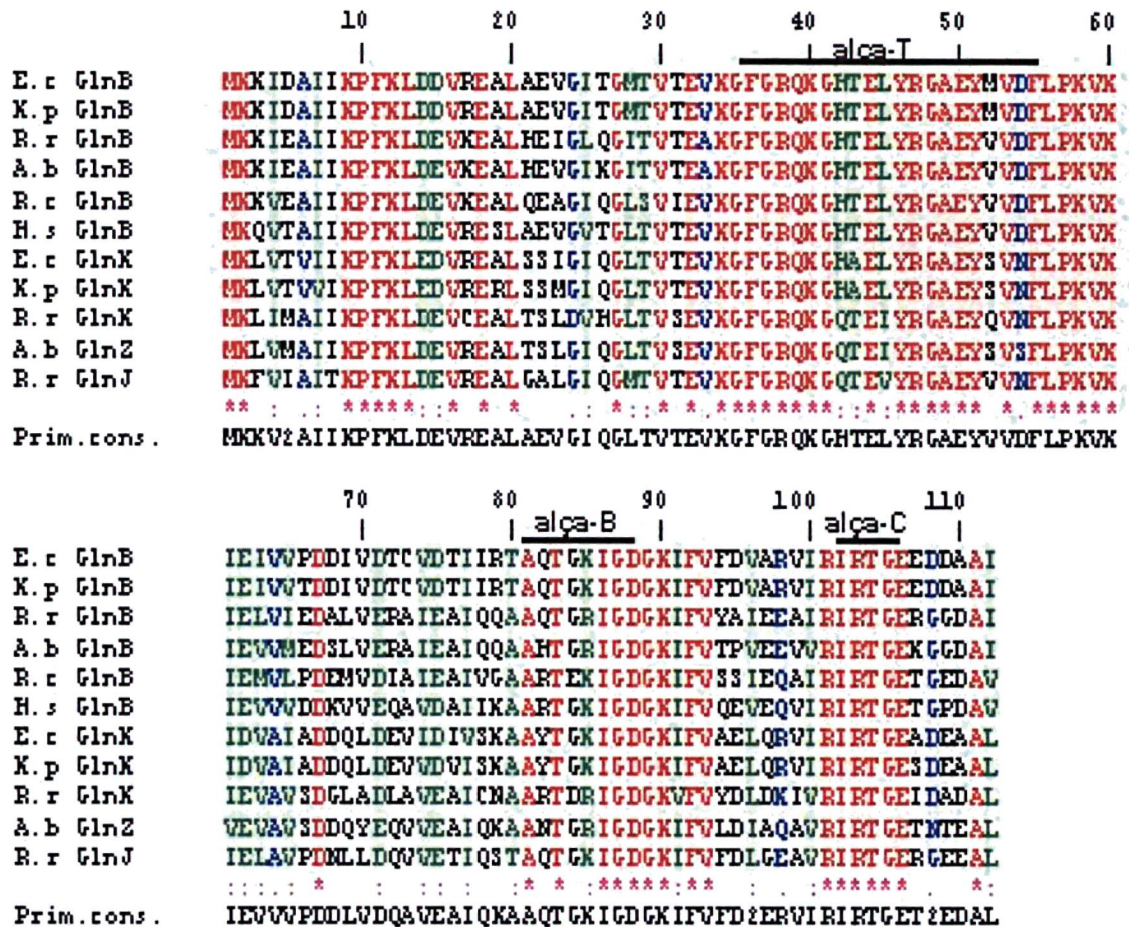 10 20 30 40 50 60
alça-T
E.c GlnB MKKIDAIIKPFKLDDVREALAEVGITGMTVTEVKGFGRQKGHTELYRGAEYMVDFLPKVK
K.p GlnB MKKIDAIIKPFKLDDVREALAEVGITGMTVTEVKGFGRQKGHTELYRGAEYMVDFLPKVK
R.r GlnB MKKIEAIIKPFKLDEVKEALHEIGLQGITVTEAKGFGRQKGHTELYRGAEYVVDFLPKVK
A.b GlnB MKKIEAIIKPFKLDEVKEALHEVGIKGITVTEAKGFGRQKGHTELYRGAEYVVDFLPKVK
R.c GlnB MKKVEAIIKPFKLDEVKEALQEAGIQGLSVIEVKGFGRQKGHTELYRGAEYVVDFLPKVK
H.s GlnB MKQVTAIIKPFKLDEVRESLAEVGVTGLTVTEVKGFGRQKGHTELYRGAEYVVDFLPKVK
E.c GlnK MKLVTVIIKPFKLEDVREALSSIGIQGLTVTEVKGFGRQKGHAELYRGAEYSVNFLPKVK
K.p GlnK MKLVTVVIKPFKLEDVRERLSSMGIQGLTVTEVKGFGRQKGHAELYRGAEYSVNFLPKVK
R.r GlnK MKLIMAIIKPFKLDEVCEALTSLDVHGLTVSEVKGFGRQKGQTEIYRGAEYQVNFLPKVK
A.b GlnZ MKLVMAIIKPFKLDEVREALTSLGIQGLTVSEVKGFGRQKGQTEIYRGAEYSVSFLPKVK
R.r GlnJ MKFVIAITKPFKLDEVREALGALGIQGMTVTEVKGFGRQKGQTEVYRGAEYVVNFLPKVK
** : .: *****::* * *   .: *::* *.********::*:****** *.******
Prim.cons. MKKV2AIIKPFKLDEVREALAEVGIQGLTVTEVKGFGRQKGHTELYRGAEYVVDFLPKVK
70 80 90 100 110
alça-B alça-C
E.c GlnB IEIVVPDDIVDTCVDTIIRTAQTGKIGDGKIFVFDVARVIRIRTGEEDDAAI
K.p GlnB IEIVVTDDIVDTCVDTIIRTAQTGKIGDGKIFVFDVARVIRIRTGEEDDAAI
R.r GlnB IELVIEDALVERAIEAIQQAAQTGRIGDGKIFVYAIEEAIRIRTGERGGDAI
A.b GlnB IEVVMEDSLVERAIEAIQQAAHTGRIGDGKIFVTPVEEVVRIRTGEKGGDAI
R.c GlnB IEMVLPDEMVDIAIEAIVGAARTEKIGDGKIFVSSIEQAIRIRTGETGEDAV
H.s GlnB IEVVVDDKVVEQAVDAIIKAARTGKIGDGKIFVQEVEQVIRIRTGETGPDAV
E.c GlnK IDVAIADDQLDEVIDIVSKAAYTGKIGDGKIFVAELQRVIRIRTGEADEAAL
K.p GlnK IDVAIADDQLDEVVDVISKAAYTGKIGDGKIFVAELQRVIRIRTGESDEAAL
R.r GlnK IEVAVSDGLADLAVEAICNAARTDRIGDGKVFVYDLDKIVRIRTGEIDADAL
A.b GlnZ VEVAVSDDQYEQVVEAIQKAANTGRIGDGKIFVLDIAQAVRIRTGETNTEAL
R.r GlnJ IELAVPDNLLDQVVETIQSTAQTGKIGDGKIFVFDLGEAVRIRTGERGEEAL
::::.: *   :  ::  :  :* * :*****:**  : . :****** .  *:
Prim.cons. IEVVVPDDLVDQAVEAIQKAAQTGKIGDGKIFVFD2ERVIRIRTGET2EDAL